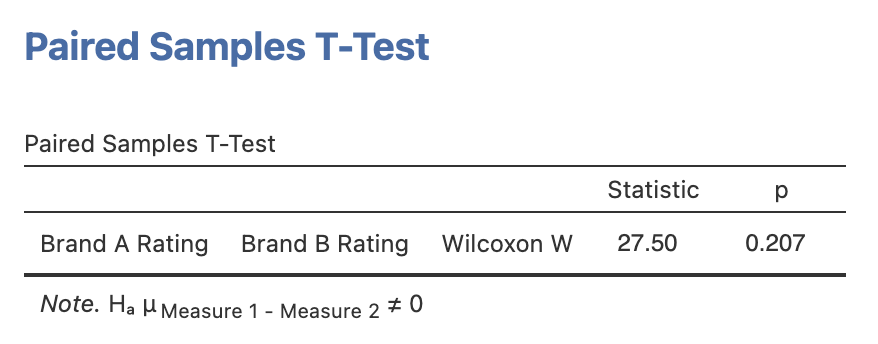 Paired Samples T-Test
Paired Samples T-Test
Statistic p
Brand A Rating Brand B Rating Wilcoxon W 27.50 0.207
Note. Hₐ μ Measure 1 - Measure 2 ≠ 0